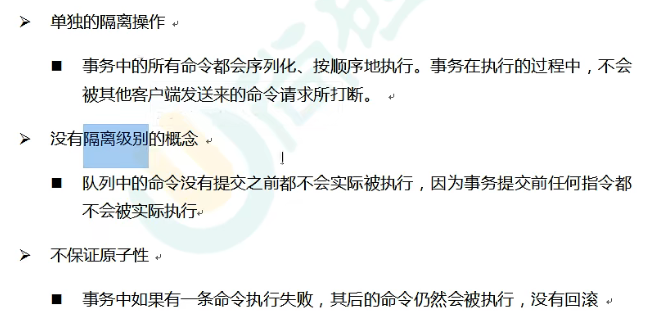 ➢ 单独的隔离操作
■ 事务中的所有命令都会序列化、按顺序地执行。事务在执行的过程中，不会
被其他客户端发送来的命令请求所打断。
➢ 没有隔离级别的概念
■ 队列中的命令没有提交之前都不会实际被执行，因为事务提交前任何指令都
不会被实际执行
➢ 不保证原子性
■ 事务中如果有一条命令执行失败，其后的命令仍然会被执行，没有回滚